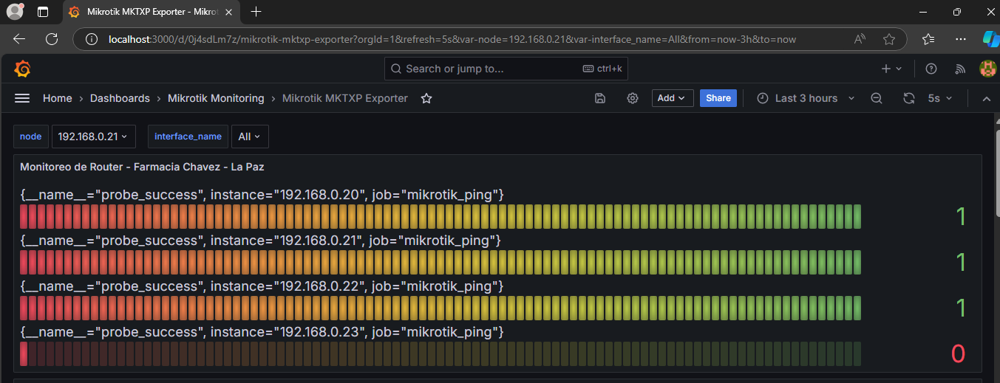 Mikrotik MKTXP Exporter - Mikrot
localhost:3000/d/0j4sdLm7z/mikrotik-mktxp-exporter?orgId=1&refresh=5s&var-node=192.168.0.21&var-interface_name=All&from=now-3h&to=now
Search or jump to... ctrl+k
Home > Dashboards > Mikrotik Monitoring > Mikrotik MKTXP Exporter Add Share Last 3 hours 5s
node 192.168.0.21 interface_name All
Monitoreo de Router - Farmacia Chavez - La Paz
{__name__="probe_success", instance="192.168.0.20", job="mikrotik_ping"}
1
{__name__="probe_success", instance="192.168.0.21", job="mikrotik_ping"}
1
{__name__="probe_success", instance="192.168.0.22", job="mikrotik_ping"}
1
{__name__="probe_success", instance="192.168.0.23", job="mikrotik_ping"}
0